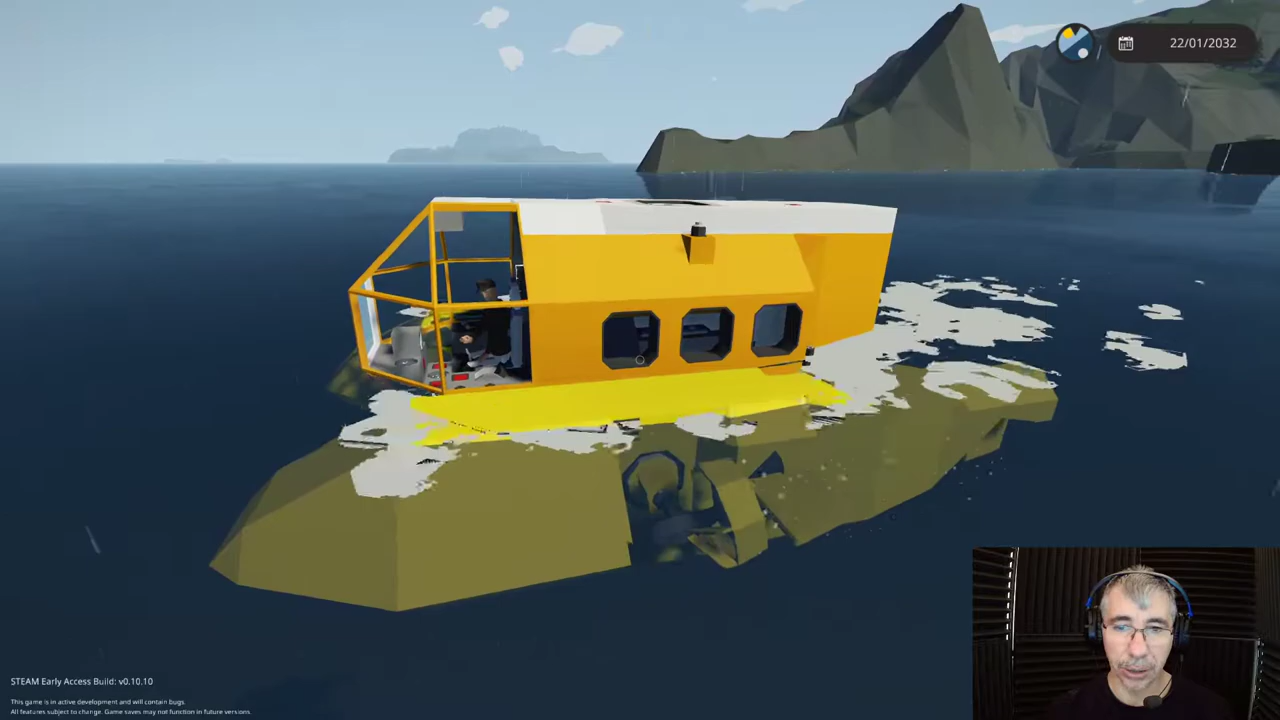 22/01/2032
STEAM Early Access Build: v0.10.10
This game is in active development and will contain bugs.
All features subject to change. Game saves may not function in future versions.